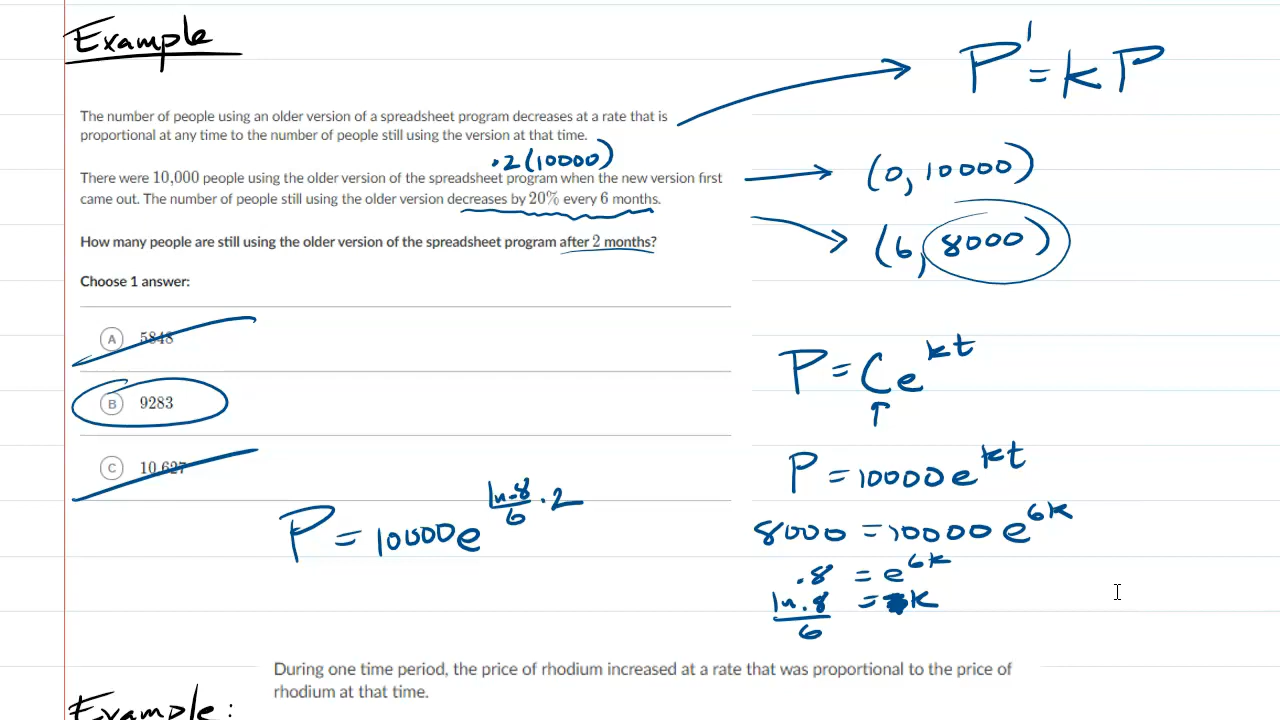 Example
P' = kP
The number of people using an older version of a spreadsheet program decreases at a rate that is
proportional at any time to the number of people still using the version at that time.
.2(10000)
There were 10,000 people using the older version of the spreadsheet program when the new version first
came out. The number of people still using the older version decreases by 20% every 6 months.
(0, 10000)
(6, 8000)
How many people are still using the older version of the spreadsheet program after 2 months?
Choose 1 answer:
A 5848
B 9283
C 10,627
P = Ce^{kt}
P = 10000e^{kt}
8000 = 10000e^{6k}
.8 = e^{6k}
ln .8/6 = k
P = 10000e^{ln .8/6 · 2}
During one time period, the price of rhodium increased at a rate that was proportional to the price of
rhodium at that time.
Example: